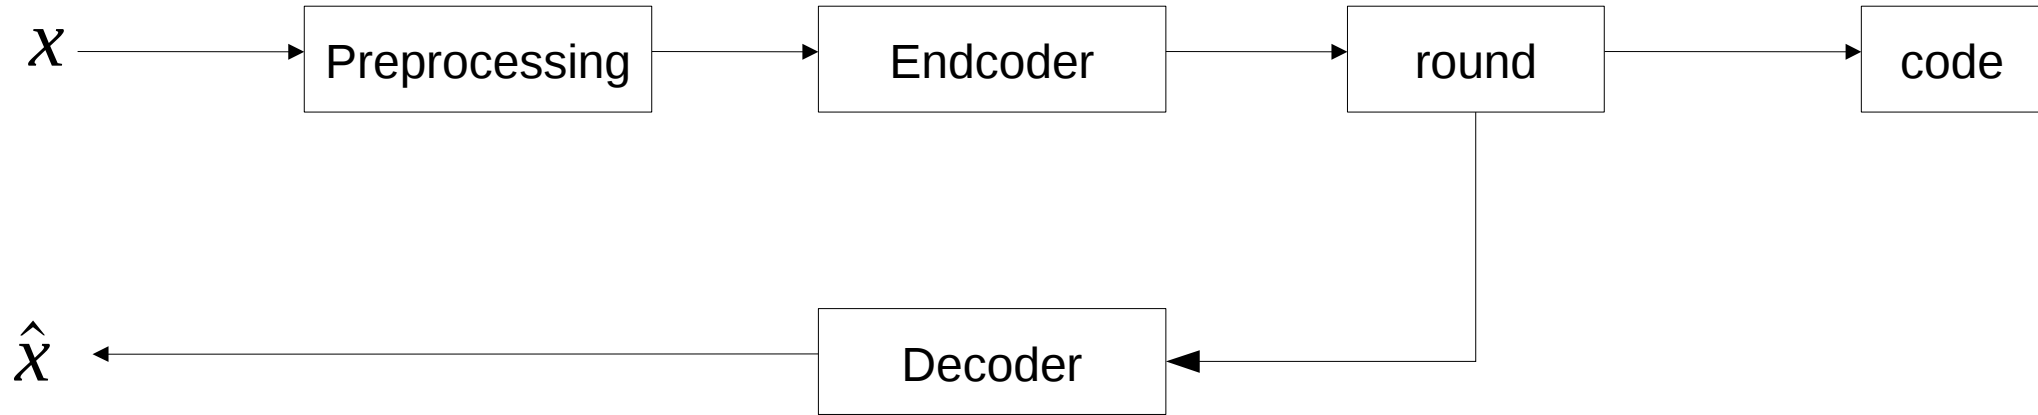 x
Preprocessing
Endcoder
round
code
x̂
Decoder